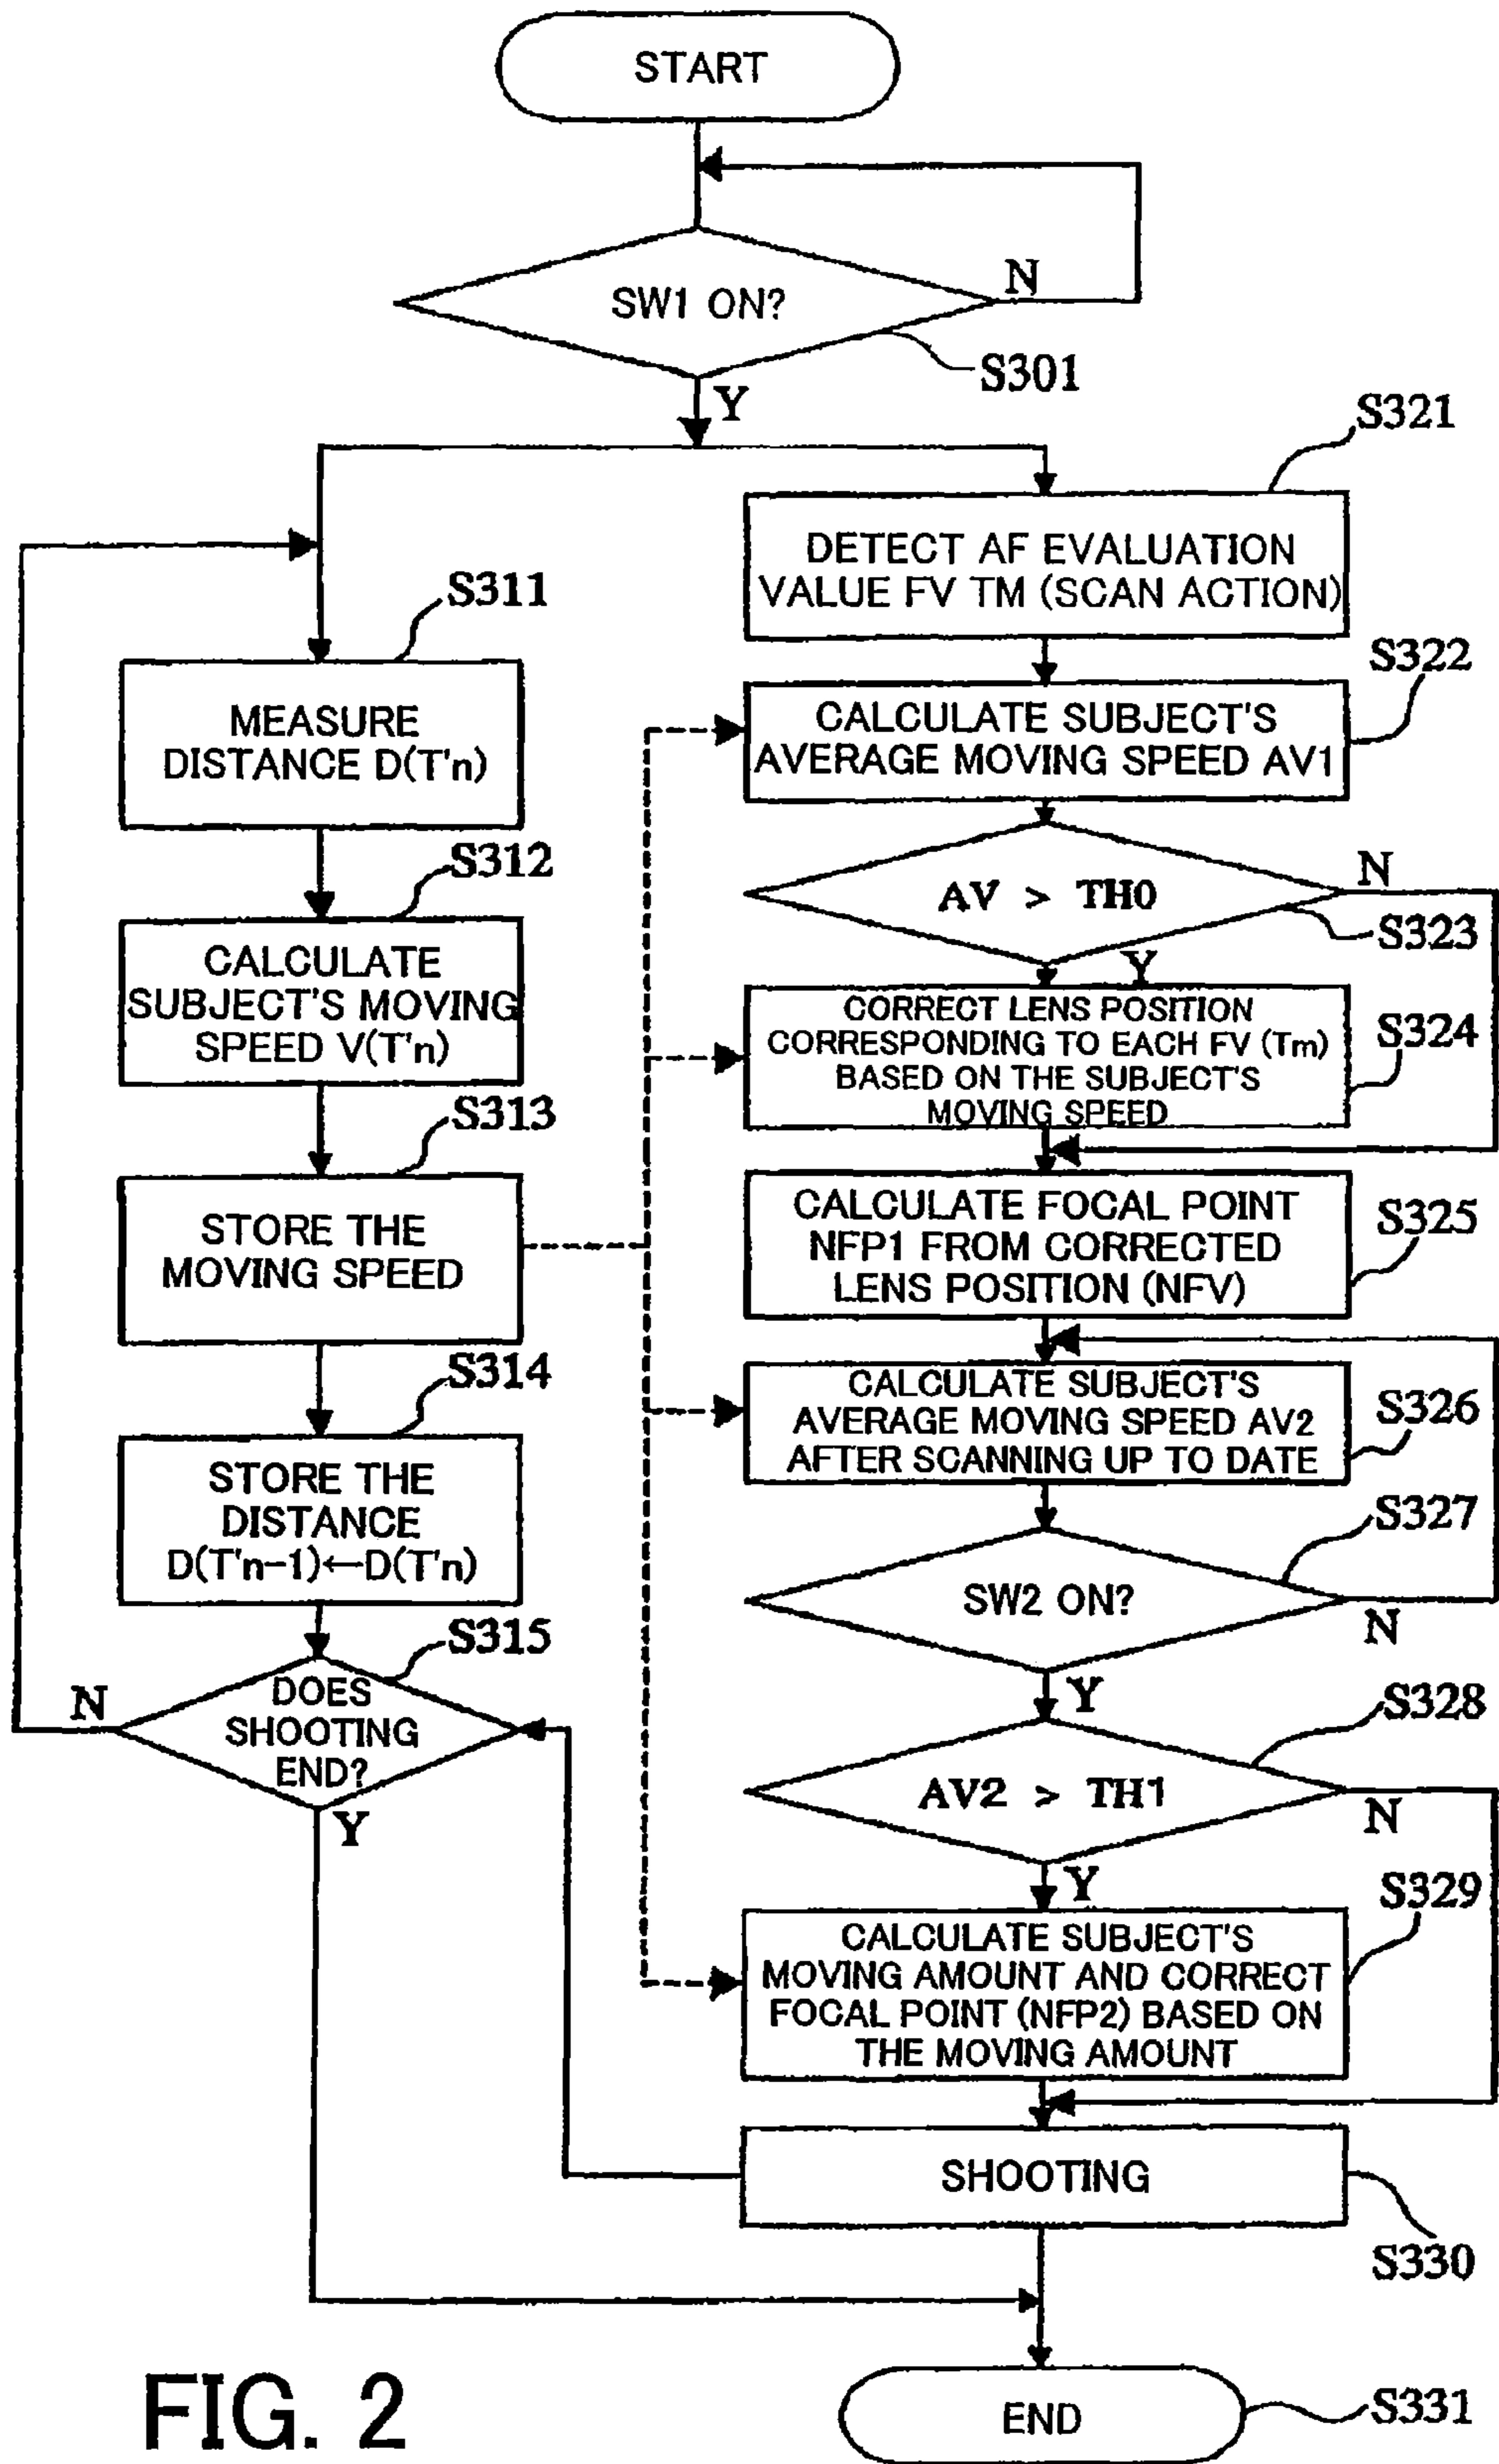 START
SW1 ON?
N
S301
Y
S321
DETECT AF EVALUATION
VALUE FV TM (SCAN ACTION)
S311
MEASURE
DISTANCE D(T'n)
S322
CALCULATE SUBJECT'S
AVERAGE MOVING SPEED AV1
S312
CALCULATE
SUBJECT'S MOVING
SPEED V(T'n)
AV > TH0
N
S323
Y
S324
CORRECT LENS POSITION
CORRESPONDING TO EACH FV (Tm)
BASED ON THE SUBJECT'S
MOVING SPEED
S313
STORE THE
MOVING SPEED
S325
CALCULATE FOCAL POINT
NFP1 FROM CORRECTED
LENS POSITION (NFV)
S314
STORE THE
DISTANCE
D(T'n-1)←D(T'n)
S326
CALCULATE SUBJECT'S
AVERAGE MOVING SPEED AV2
AFTER SCANNING UP TO DATE
S327
SW2 ON?
N
Y
S315
DOES
SHOOTING
END?
N
Y
S328
AV2 > TH1
N
Y
S329
CALCULATE SUBJECT'S
MOVING AMOUNT AND CORRECT
FOCAL POINT (NFP2) BASED ON
THE MOVING AMOUNT
SHOOTING
S330
END
S331
FIG. 2